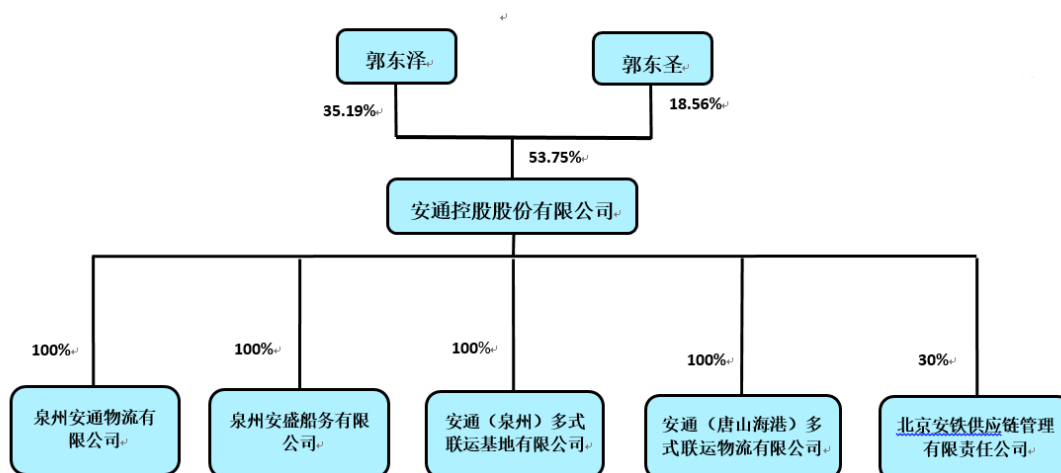 郭东泽
郭东圣
35.19%
18.56%
53.75%
安通控股股份有限公司
100%
100%
100%
100%
30%
泉州安通物流有
限公司
泉州安盛船务有限
公司
安通（泉州）多式
联运基地有限公司
安通（唐山海港）多
式联运物流有限公司
北京安铁供应链管理
有限责任公司